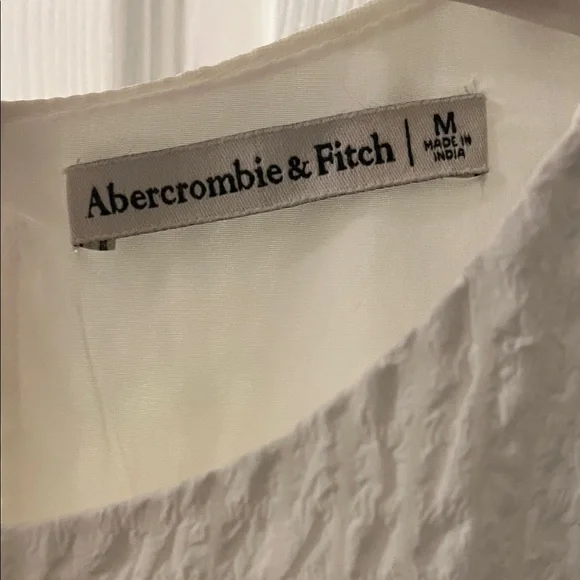 Abercrombie & Fitch | M
MADE IN
INDIA